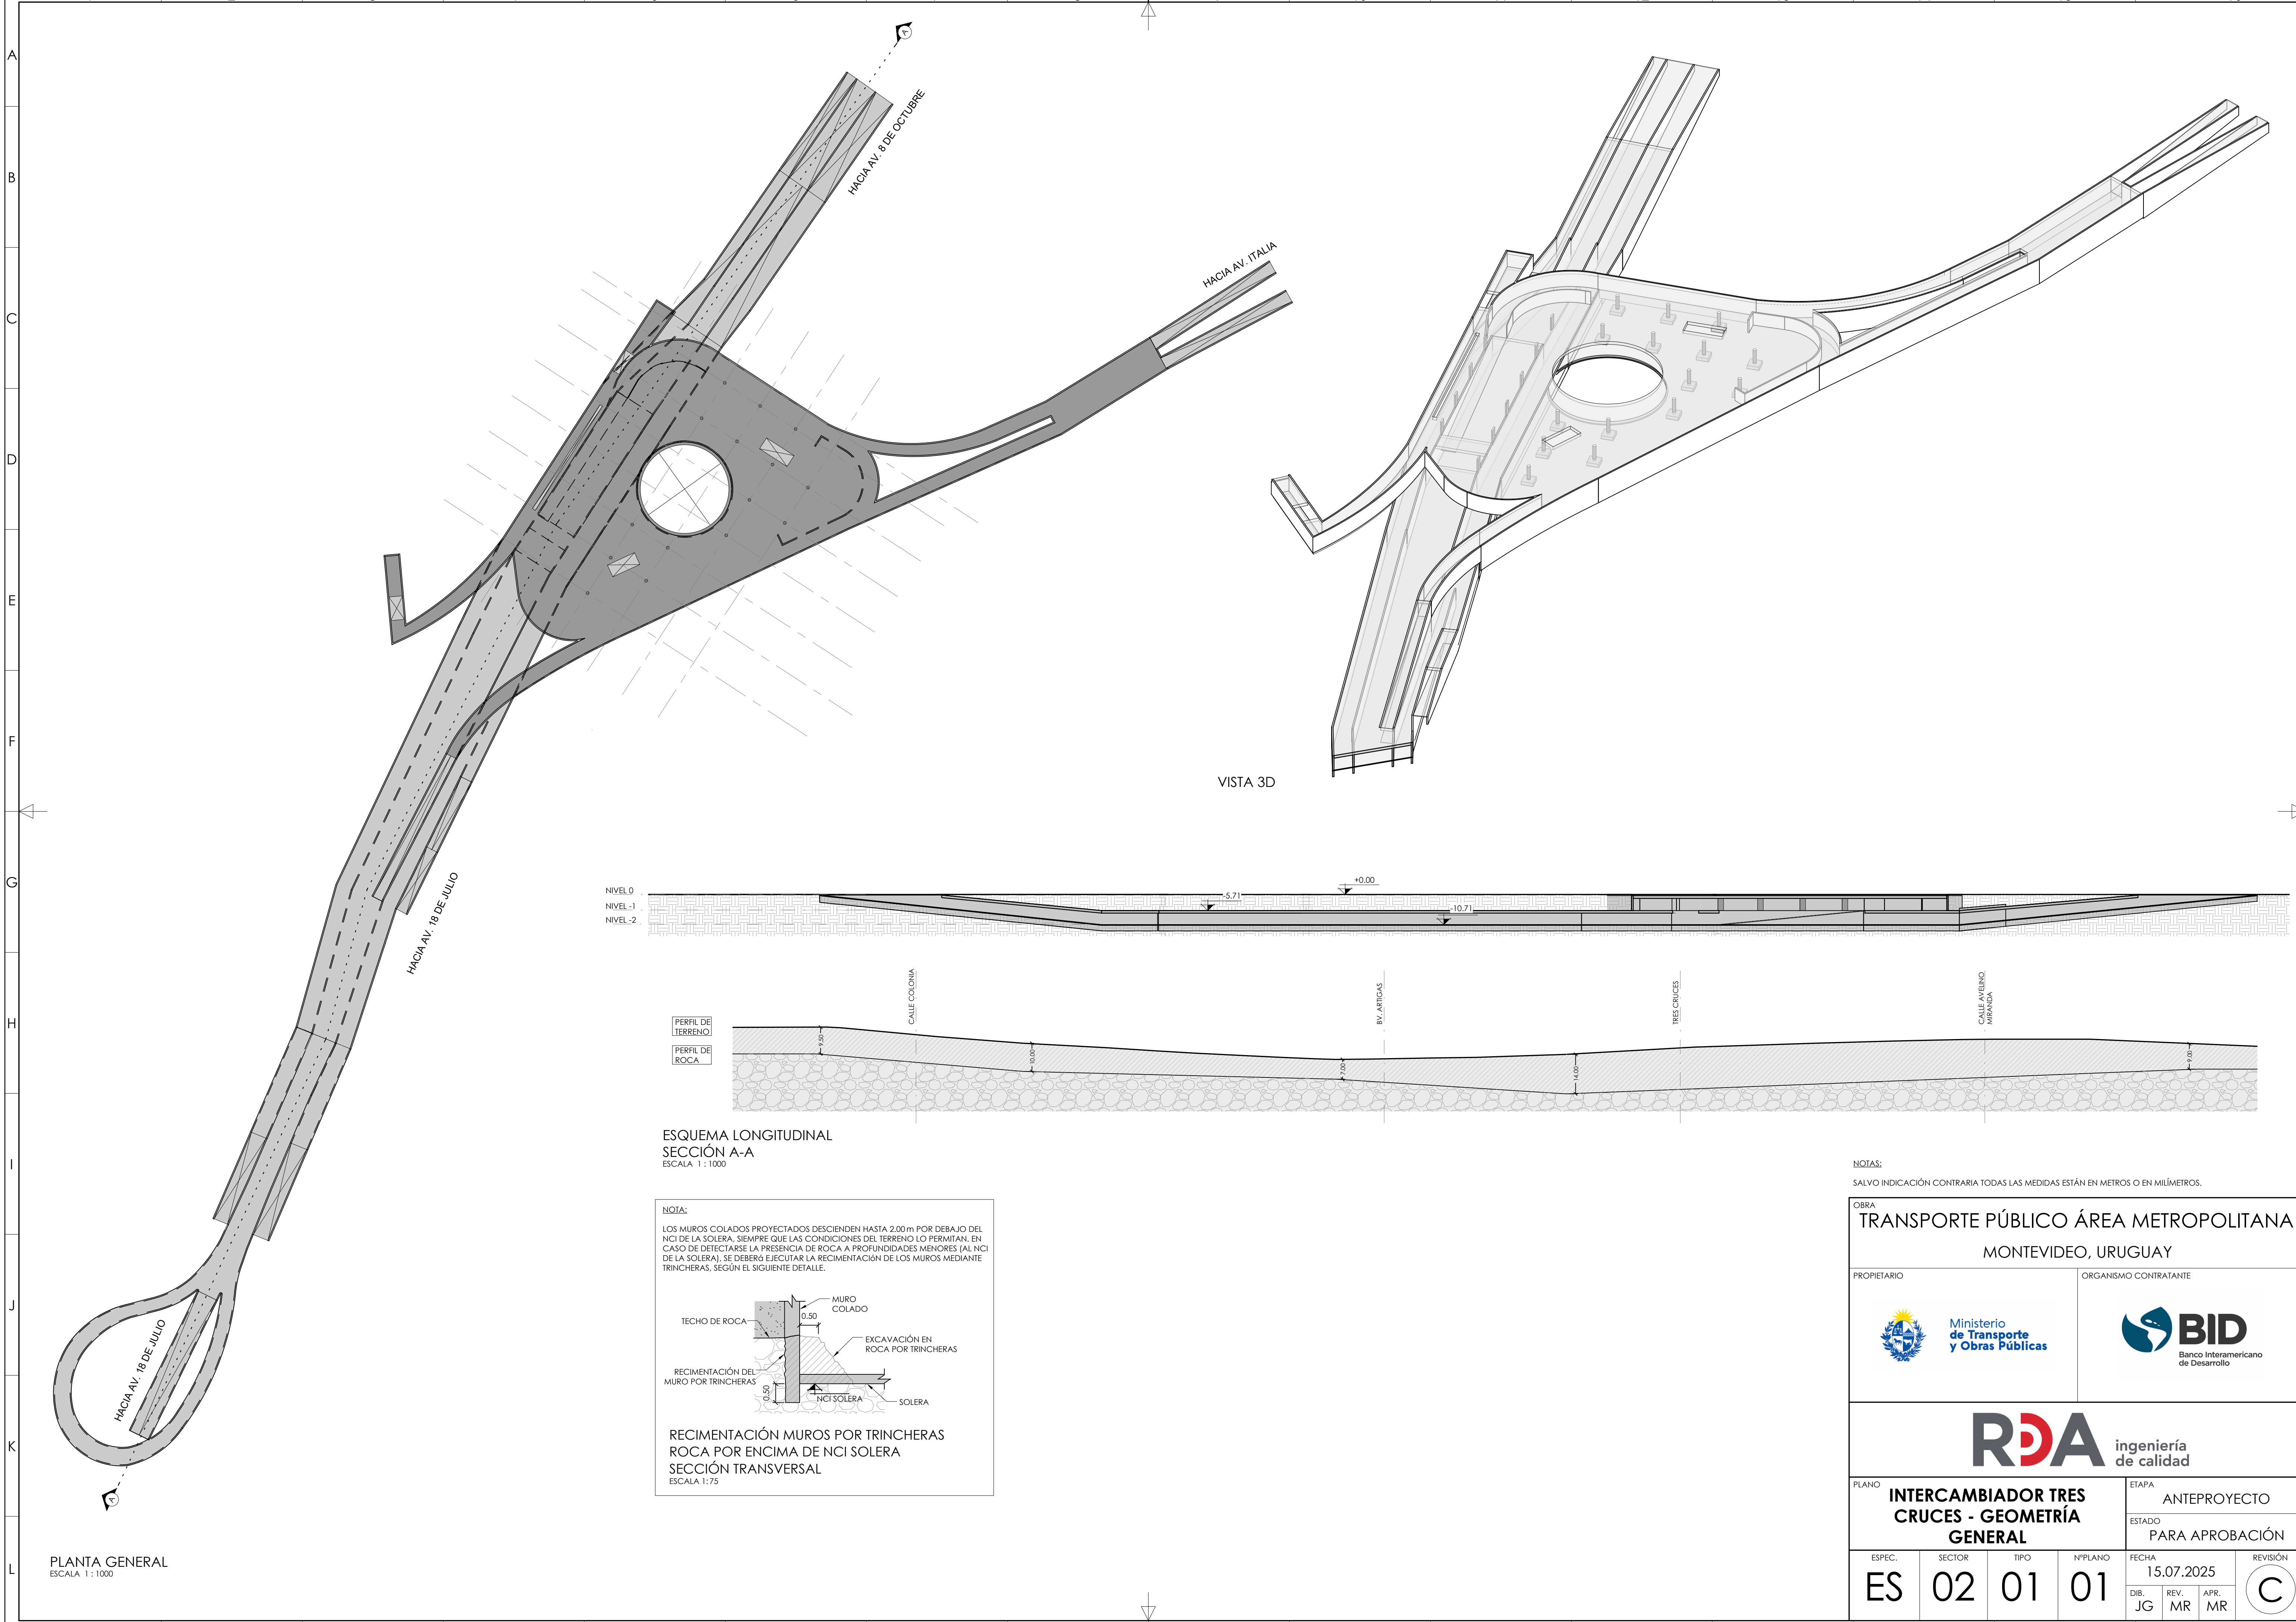 A
B
C
D
E
F
G
H
I
J
K
L
A
HACIA AV. 8 DE OCTUBRE
HACIA AV. ITALIA
HACIA AV. 18 DE JULIO
HACIA AV. 18 DE JULIO
A
PLANTA GENERAL
ESCALA 1 : 1000
VISTA 3D
NIVEL 0
NIVEL -1
NIVEL -2
-5.71
+0.00
-10.71
CALLE COLONIA
BV. ARTIGAS
TRES CRUCES
CALLE AVELINO
MIRANDA
PERFIL DE
TERRENO
PERFIL DE
ROCA
9.50
10.00
7.00
14.00
9.00
ESQUEMA LONGITUDINAL
SECCIÓN A-A
ESCALA 1 : 1000
NOTA:
LOS MUROS COLADOS PROYECTADOS DESCIENDEN HASTA 2.00 m POR DEBAJO DEL
NCI DE LA SOLERA, SIEMPRE QUE LAS CONDICIONES DEL TERRENO LO PERMITAN. EN
CASO DE DETECTARSE LA PRESENCIA DE ROCA A PROFUNDIDADES MENORES (AL NCI
DE LA SOLERA), SE DEBERó EJECUTAR LA RECIMENTACIóN DE LOS MUROS MEDIANTE
TRINCHERAS, SEGÚN EL SIGUIENTE DETALLE.
MURO
COLADO
0.50
TECHO DE ROCA
EXCAVACIÓN EN
ROCA POR TRINCHERAS
RECIMENTACIÓN DEL
MURO POR TRINCHERAS
0.50
NCI SOLERA
SOLERA
RECIMENTACIÓN MUROS POR TRINCHERAS
ROCA POR ENCIMA DE NCI SOLERA
SECCIÓN TRANSVERSAL
ESCALA 1:75
NOTAS:
SALVO INDICACIÓN CONTRARIA TODAS LAS MEDIDAS ESTÁN EN METROS O EN MILÍMETROS.
OBRA
TRANSPORTE PÚBLICO ÁREA METROPOLITANA
MONTEVIDEO, URUGUAY
PROPIETARIO
ORGANISMO CONTRATANTE
Ministerio
de Transporte
y Obras Públicas
BID
Banco Interamericano
de Desarrollo
RDA
ingeniería
de calidad
PLANO
INTERCAMBIADOR TRES
CRUCES - GEOMETRÍA
GENERAL
ETAPA
ANTEPROYECTO
ESTADO
PARA APROBACIÓN
ESPEC.
ES
SECTOR
02
TIPO
01
NºPLANO
01
FECHA
15.07.2025
DIB.
JG
REV.
MR
APR.
MR
REVISIÓN
C